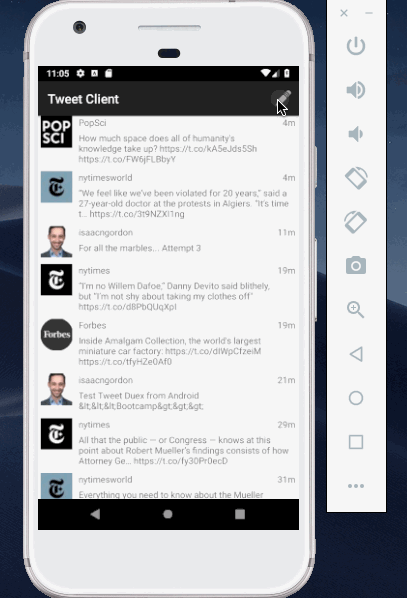 11:05
Tweet Client
POP
SCI
PopSci 4m
How much space does all of humanity's
knowledge take up? https://t.co/kA5eJds5Sh
https://t.co/FW6jFLBbyY
nytimesworld 4m
"We feel like we've been violated for 20 years," said a
27-year-old doctor at the protests in Algiers. "It's time
t… https://t.co/3t9NZXI1ng
isaacngordon 11m
For all the marbles... Attempt 3
nytimes 19m
"I'm no Willem Dafoe," Danny Devito said blithely,
but "I'm not shy about taking my clothes off"
https://t.co/d8PbQUqXpI
Forbes
Forbes 19m
Inside Amalgam Collection, the world's largest
miniature car factory: https://t.co/dIWpCfzeiM
https://t.co/tfyHZe0Af0
isaacngordon 21m
Test Tweet Duex from Android
&lt;&lt;&lt;Bootcamp&gt;&gt;&gt;
nytimes 29m
All that the public — or Congress — knows at this
point about Robert Mueller's findings consists of how
Attorney Ge… https://t.co/fy30Pr0ecD
nytimesworld 31m
Everything you need to know about the Mueller